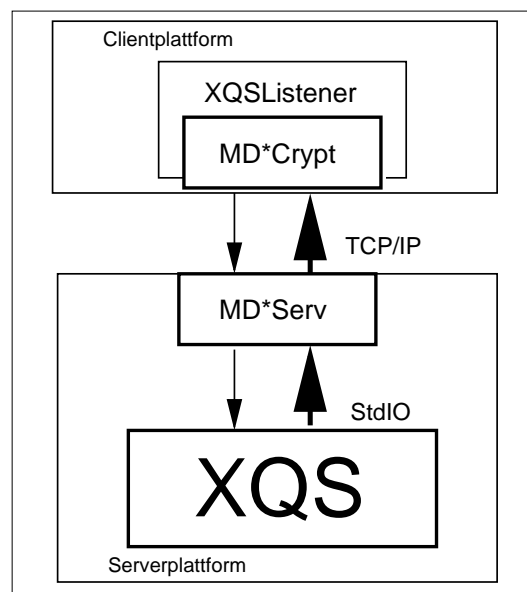 Clientplattform
XQSListener
MD*Crypt
TCP/IP
MD*Serv
StdIO
XQS
Serverplattform